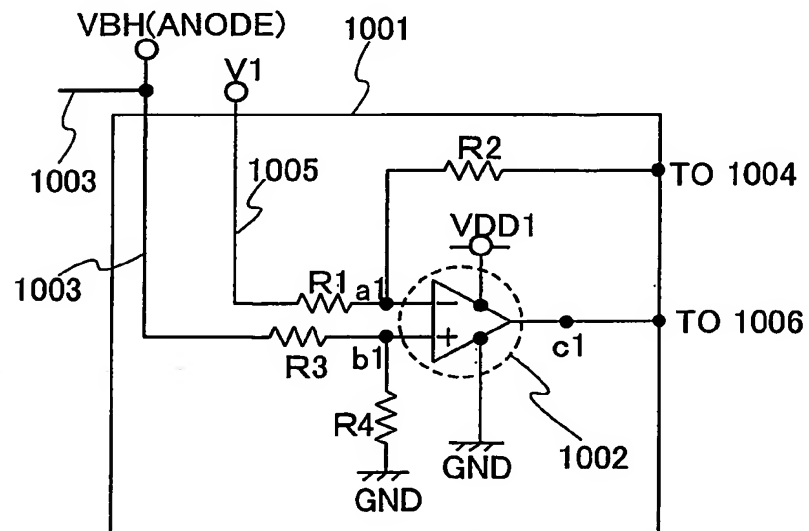 VBH(ANODE)
1001
V1
R2
1003
1005
TO 1004
VDD1
1003
R1
a1
TO 1006
R3
b1
c1
R4
GND
1002
GND